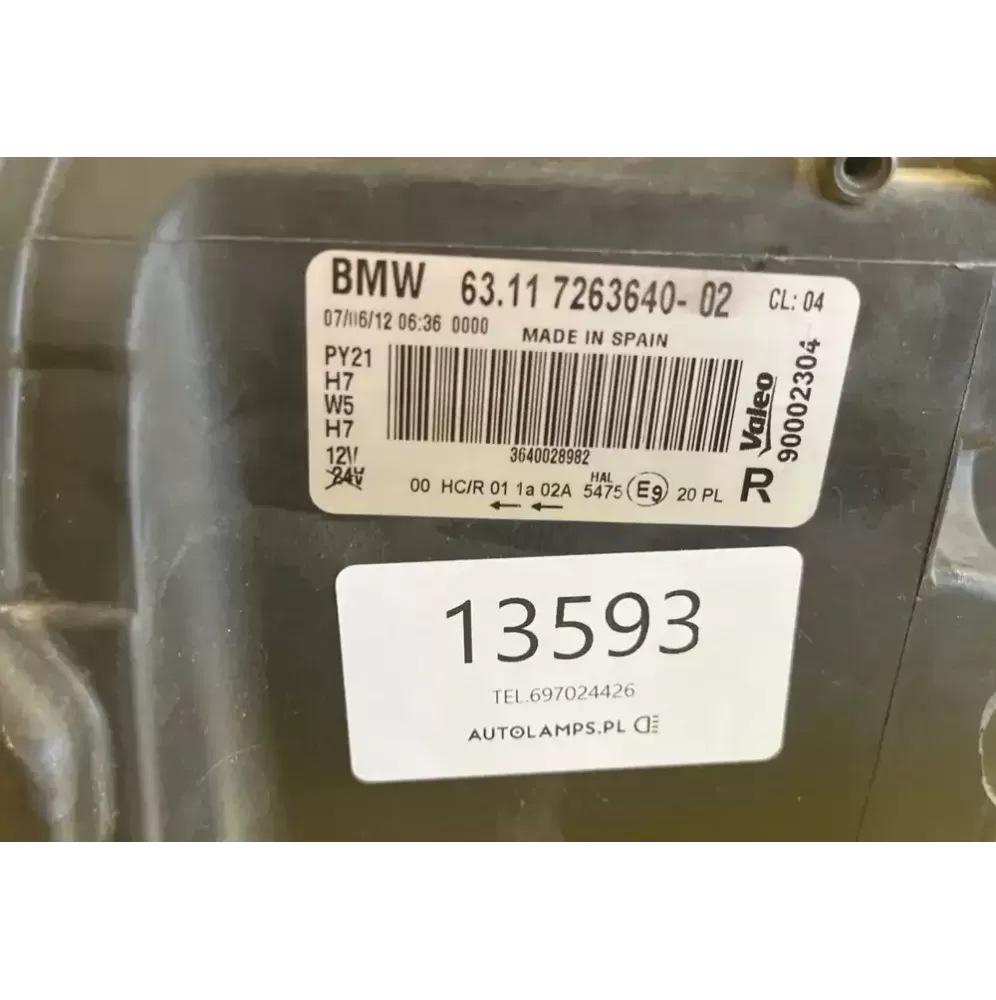 BMW 63.11 7263640- 02 CL: 04
07/06/12 06:36 0000
MADE IN SPAIN
PY21
H7
W5
H7
12V
24V
3640028982
Valeo
90002304
HAL
00 HC/R 01 1a 02A 5475 E9 20 PL R
13593
TEL.697024426
AUTOLAMPS.PL